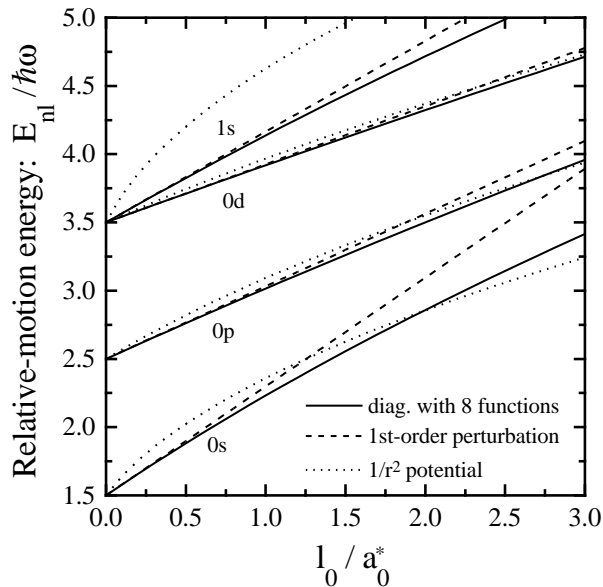 5.0
4.5
4.0
3.5
3.0
2.5
2.0
1.5
Relative-motion energy: E_nl / ℏω
1s
0d
0p
0s
diag. with 8 functions
1st-order perturbation
1/r² potential
0.0 0.5 1.0 1.5 2.0 2.5 3.0
l₀ / a₀*